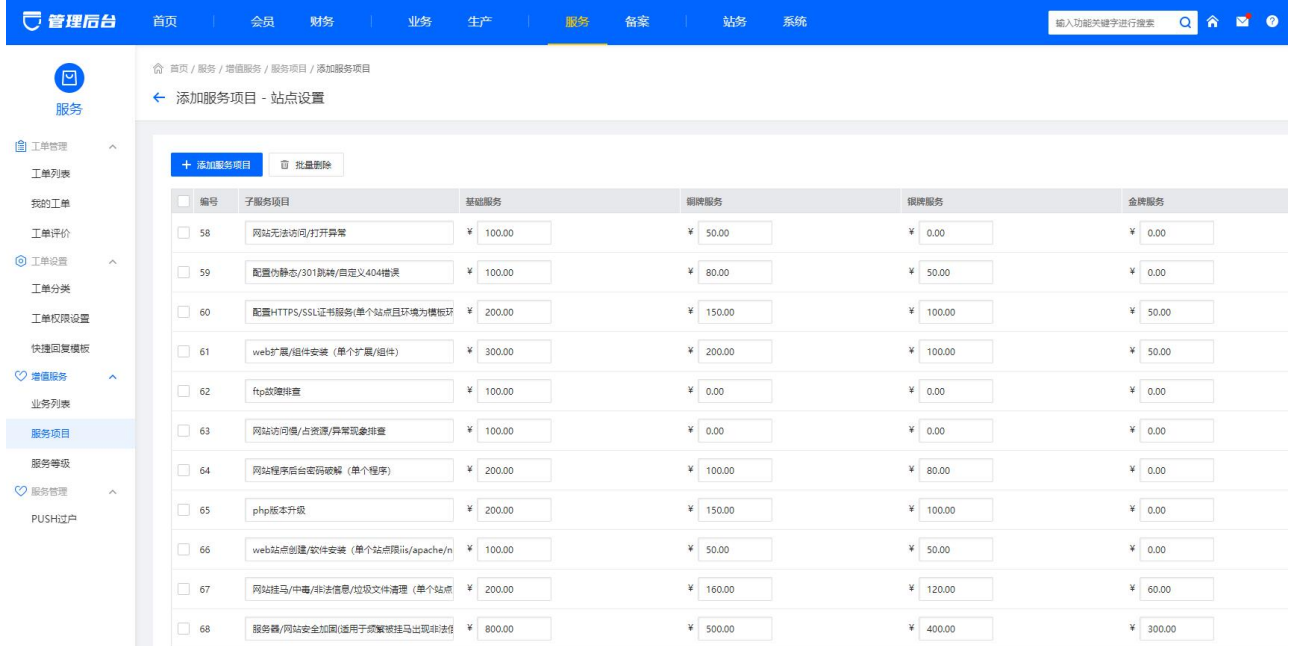 管理后台 首页 会员 财务 业务 生产 服务 备案 站务 系统 输入功能关键字进行搜索
服务
首页 / 服务 / 增值服务 / 服务项目 / 添加服务项目
← 添加服务项目 - 站点设置
工单管理
工单列表
我的工单
工单评价
工单设置
工单分类
工单权限设置
快捷回复模板
增值服务
业务列表
服务项目
服务等级
服务管理
PUSH过户
+ 添加服务项目 批量删除
编号 子服务项目 基础服务 铜牌服务 银牌服务 金牌服务
58 网站无法访问/打开异常 ¥ 100.00 ¥ 50.00 ¥ 0.00 ¥ 0.00
59 配置伪静态/301跳转/自定义404错误 ¥ 100.00 ¥ 80.00 ¥ 50.00 ¥ 0.00
60 配置HTTPS/SSL证书服务(单个站点且环境为模板环 ¥ 200.00 ¥ 150.00 ¥ 100.00 ¥ 50.00
61 web扩展/组件安装（单个扩展/组件） ¥ 300.00 ¥ 200.00 ¥ 100.00 ¥ 50.00
62 ftp故障排查 ¥ 100.00 ¥ 0.00 ¥ 0.00 ¥ 0.00
63 网站访问慢/占资源/异常现象排查 ¥ 100.00 ¥ 0.00 ¥ 0.00 ¥ 0.00
64 网站程序后台密码破解（单个程序） ¥ 200.00 ¥ 100.00 ¥ 80.00 ¥ 0.00
65 php版本升级 ¥ 200.00 ¥ 150.00 ¥ 100.00 ¥ 0.00
66 web站点创建/软件安装（单个站点限iis/apache/n ¥ 100.00 ¥ 50.00 ¥ 50.00 ¥ 0.00
67 网站挂马/中毒/非法信息/垃圾文件清理（单个站点 ¥ 200.00 ¥ 160.00 ¥ 120.00 ¥ 60.00
68 服务器/网站安全加固(适用于频繁被挂马出现非法信 ¥ 800.00 ¥ 500.00 ¥ 400.00 ¥ 300.00